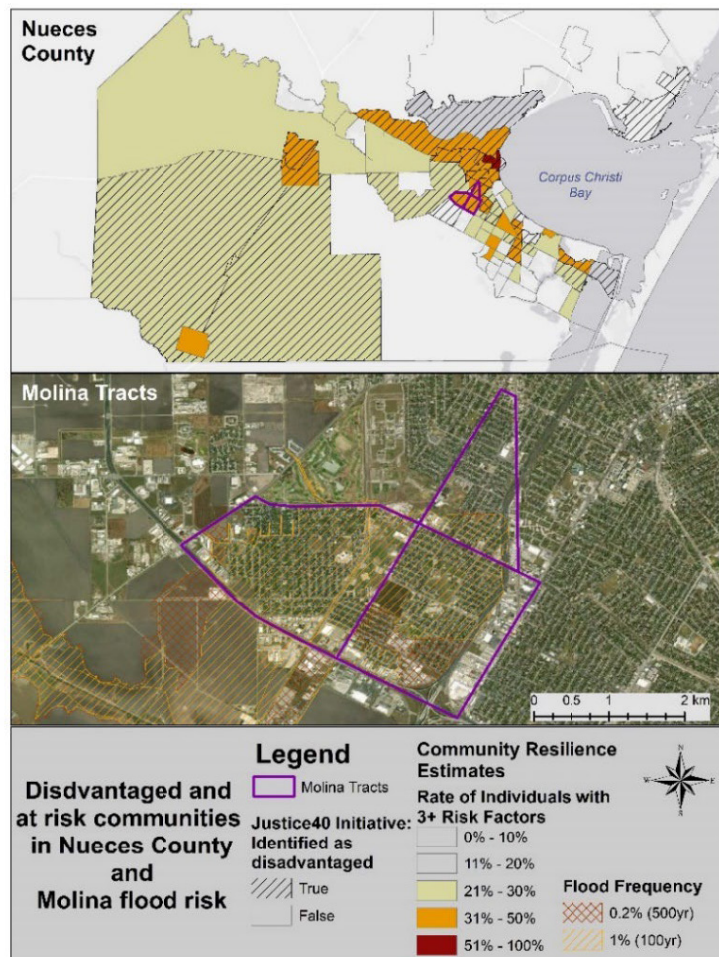 Nueces
County
Corpus Christi
Bay
Molina Tracts
0 0.5 1 2 km
Disdvantaged and
at risk communities
in Nueces County
and
Molina flood risk
Legend
Molina Tracts
Justice40 Initiative:
Identified as
disadvantaged
True
False
Community Resilience
Estimates
Rate of Individuals with
3+ Risk Factors
0% - 10%
11% - 20%
21% - 30%
31% - 50%
51% - 100%
N
W E
S
Flood Frequency
0.2% (500yr)
1% (100yr)